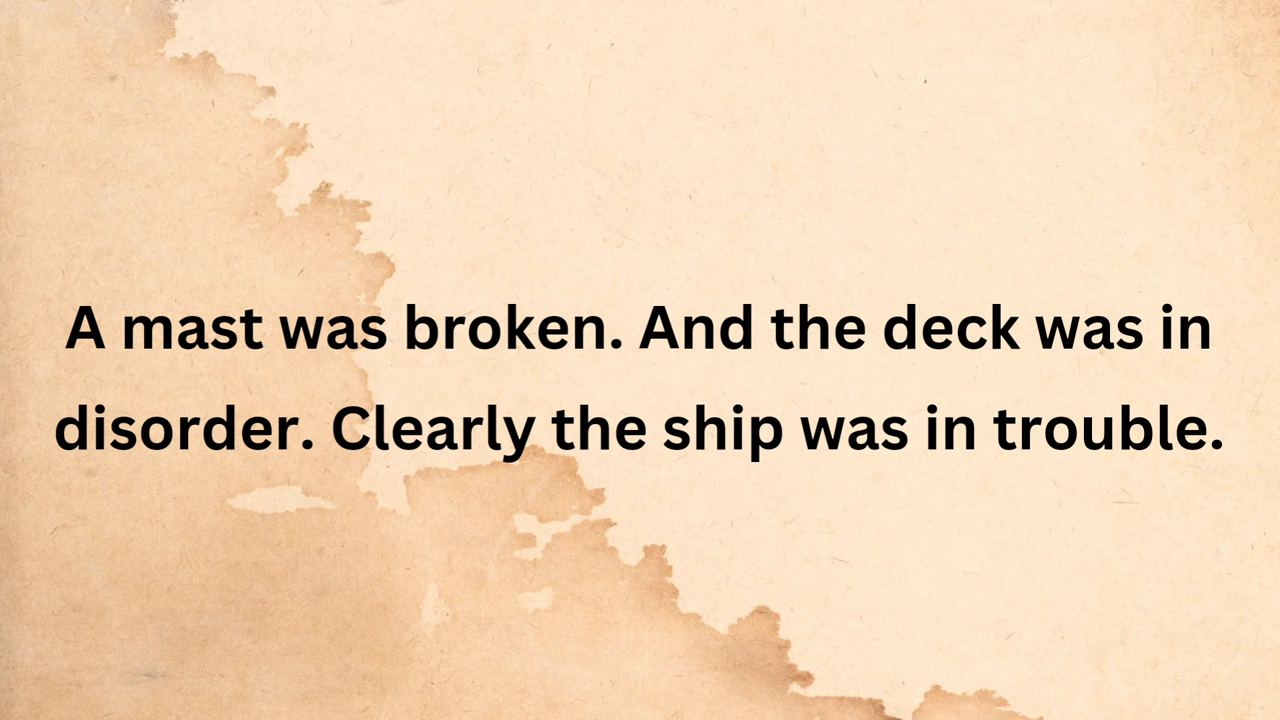 A mast was broken. And the deck was in
disorder. Clearly the ship was in trouble.